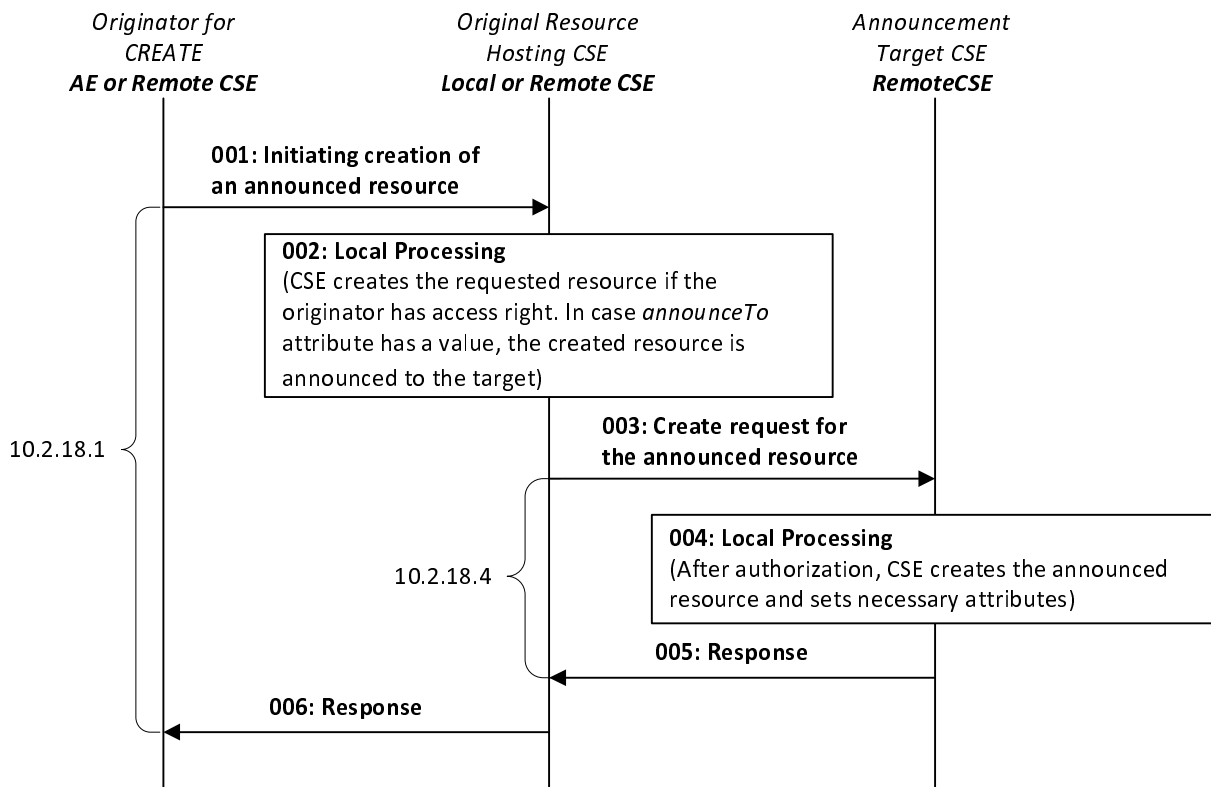 Originator for
CREATE
AE or Remote CSE
Original Resource
Hosting CSE
Local or Remote CSE
Announcement
Target CSE
RemoteCSE
001: Initiating creation of
an announced resource
002: Local Processing
(CSE creates the requested resource if the
originator has access right. In case announceTo
attribute has a value, the created resource is
announced to the target)
003: Create request for
the announced resource
10.2.18.1
004: Local Processing
(After authorization, CSE creates the announced
resource and sets necessary attributes)
10.2.18.4
005: Response
006: Response